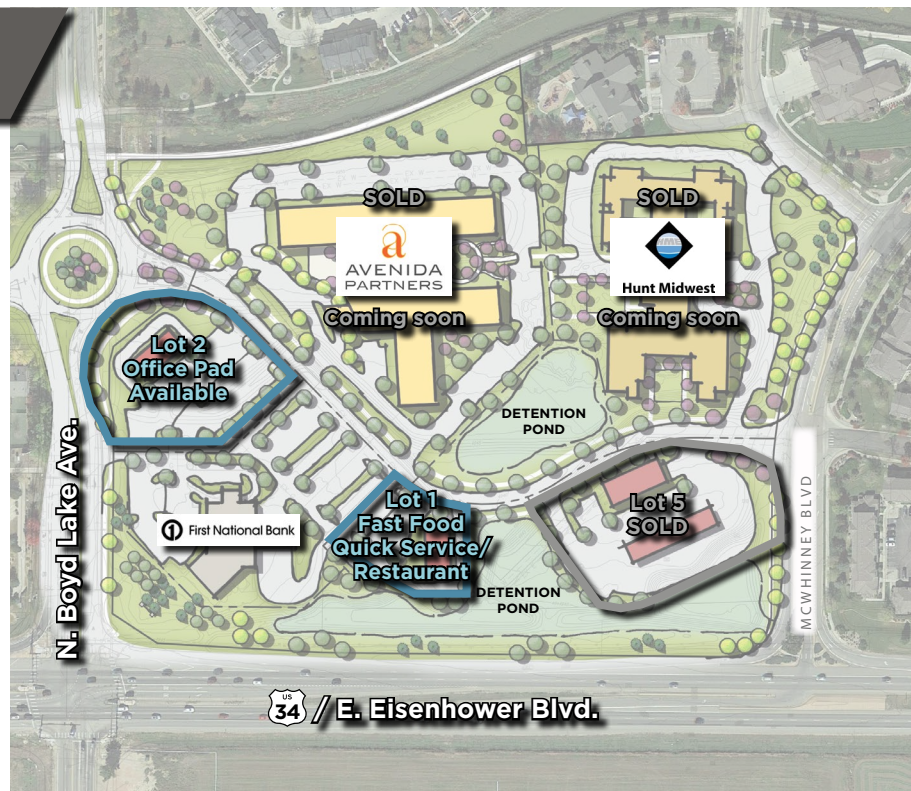 SOLD
a
AVENIDA
PARTNERS
Coming soon
SOLD
HME
Hunt Midwest
Coming soon
Lot 2
Office Pad
Available
DETENTION
POND
N. Boyd Lake Ave.
1 First National Bank
Lot 1
Fast Food
Quick Service/
Restaurant
Lot 5
SOLD
DETENTION
POND
MCWHINNEY BLVD
US
34 / E. Eisenhower Blvd.